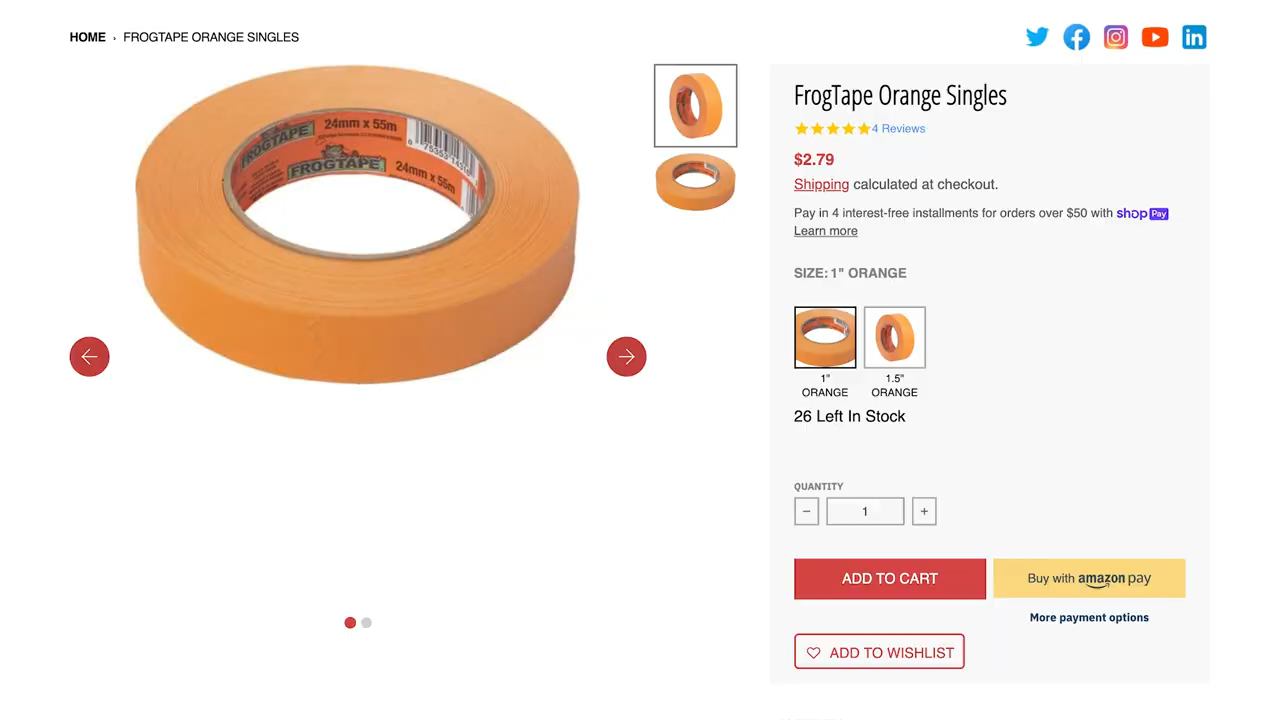 HOME › FROGTAPE ORANGE SINGLES
FROGTAPE 24mm x 55m
FROGTAPE 24mm x 55m
FrogTape Orange Singles
4 Reviews
$2.79
Shipping calculated at checkout.
Pay in 4 interest-free installments for orders over $50 with shop Pay
Learn more
SIZE: 1" ORANGE
1"
ORANGE
1.5"
ORANGE
26 Left In Stock
QUANTITY
− 1 +
ADD TO CART
Buy with amazon pay
More payment options
ADD TO WISHLIST